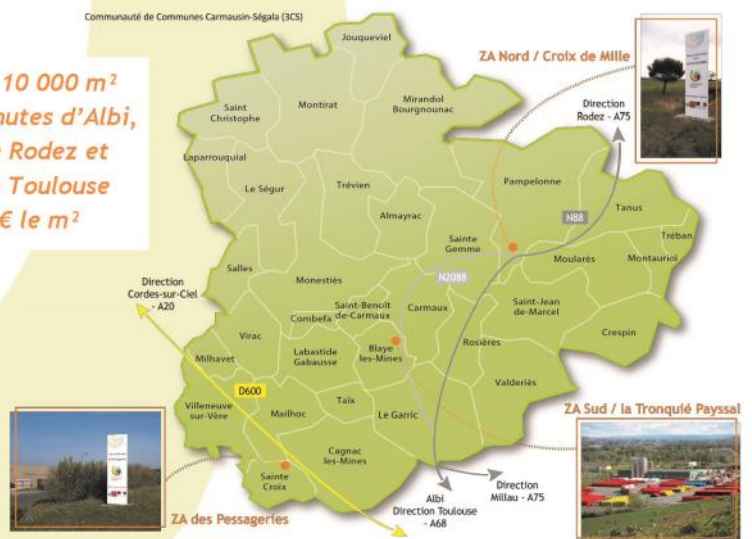 Communauté de Communes Carmausin-Ségala (3CS)
10 000 m²
d'Albi,
Rodez et
Toulouse
€ le m²
ZA Nord / Croix de Mille
Direction
Rodez - A75
Jouqueviel
Saint
Christophe
Montirat
Mirandol
Bourgnounac
Laparrouquial
Le Ségur
Trévien
Pampelonne
Almayrac
N88
Tanus
Sainte
Gemme
Tréban
Moularès
Montauriol
Salles
Monestiés
N2088
Direction
Cordes-sur-Ciel
- A20
Saint-Benoît
de-Carmaux
Carmaux
Saint-Jean
de-Marcel
Combefa
Crespin
Virac
Blaye
les-Mines
Rosières
Milhavet
Labastide
Gabausse
Valderiès
D600
Villeneuve
sur-Vère
Taïx
Mailhoc
Le Garric
ZA Sud / la Tronquié Payssal
Cagnac
les-Mines
Sainte
Croix
Albi
Direction Toulouse
- A68
Direction
Millau - A75
ZA des Pessageries